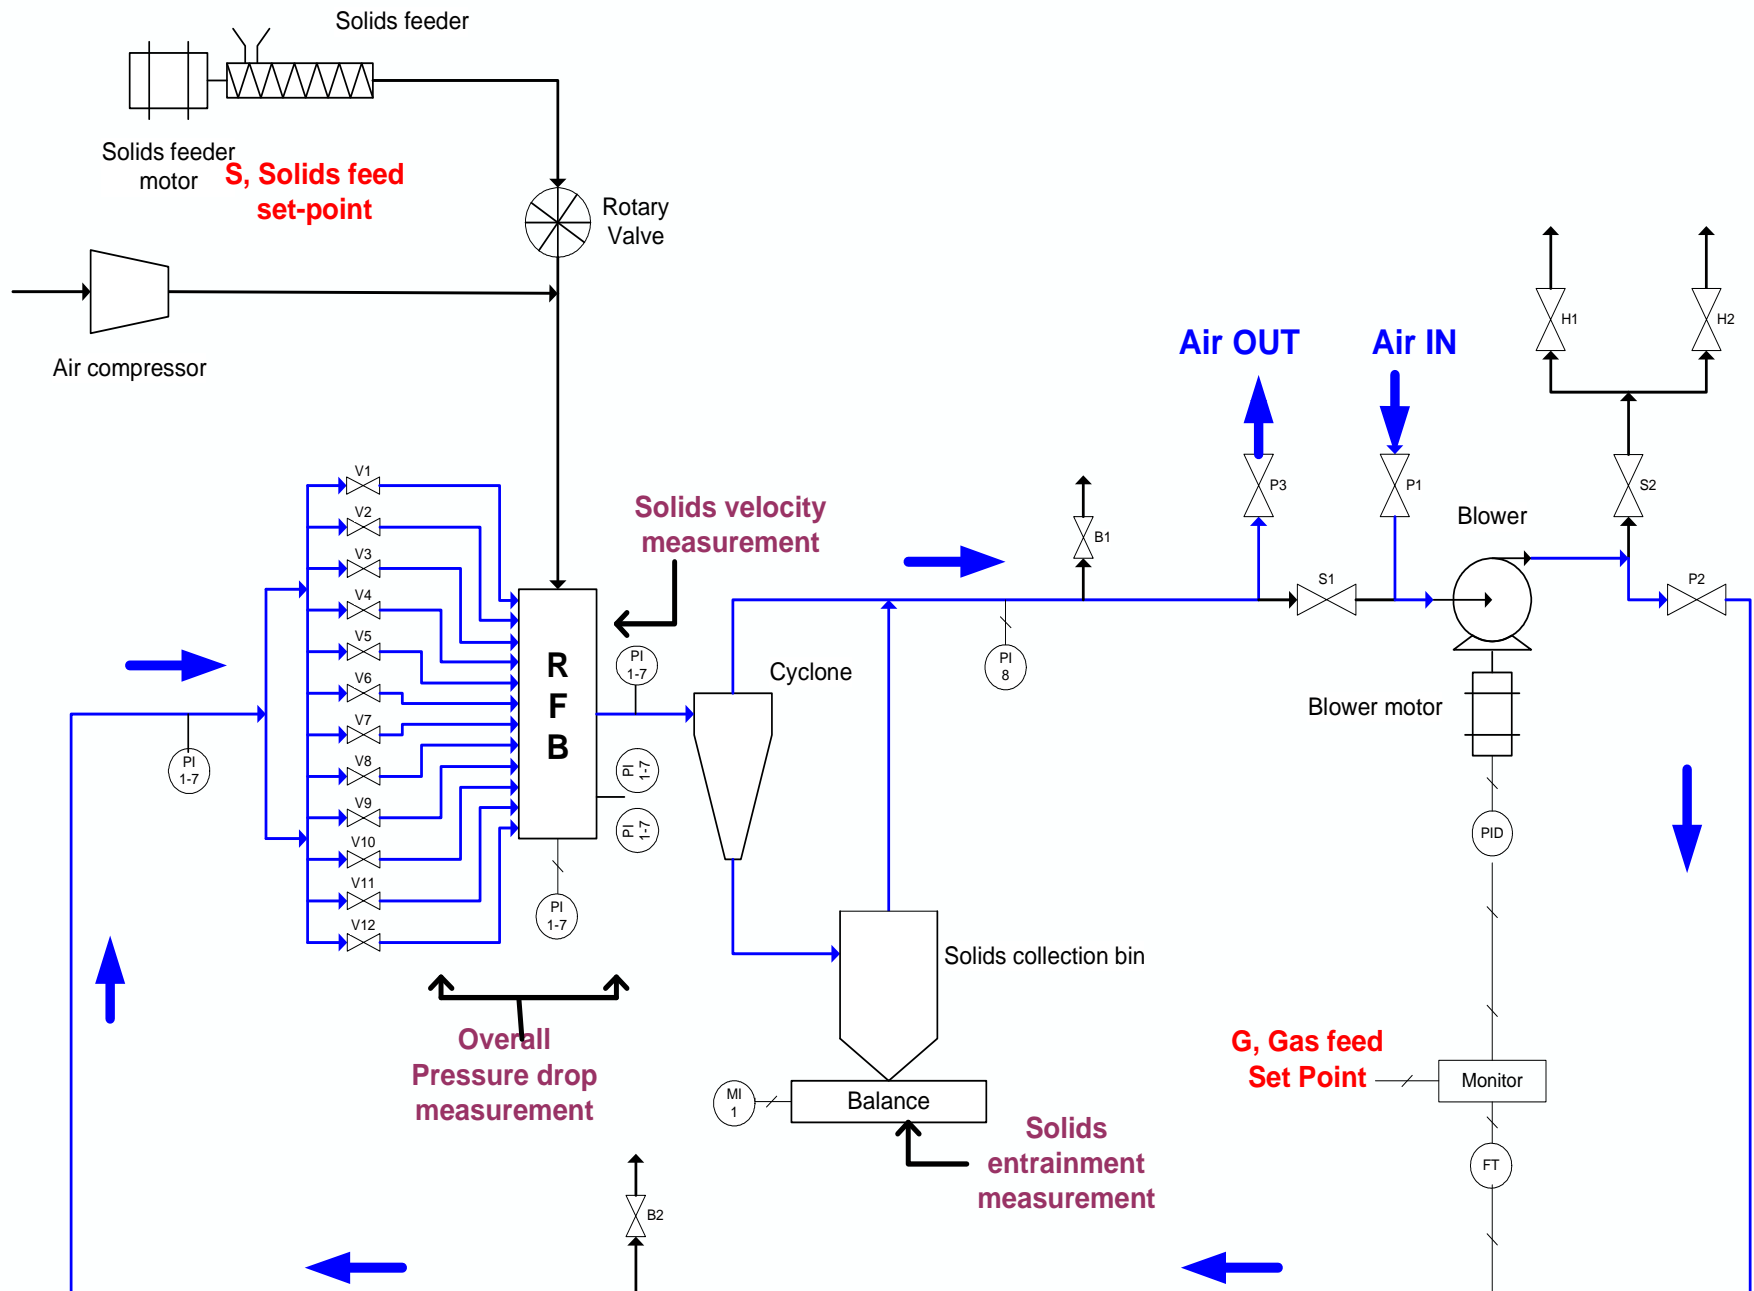 Solids feeder
Solids feeder
motor
S, Solids feed
set-point
Rotary
Valve
Air compressor
H1
H2
Air OUT
Air IN
V1
V2
V3
V4
V5
V6
V7
V8
V9
V10
V11
V12
Solids velocity
measurement
B1
P3
P1
S2
Blower
S1
P2
R
F
B
PI
1-7
PI
1-7
PI
1-7
PI
1-7
PI
1-7
Cyclone
PI
8
Blower motor
PID
Solids collection bin
Overall
Pressure drop
measurement
G, Gas feed
Set Point
Monitor
MI
1
Balance
Solids
entrainment
measurement
FT
B2